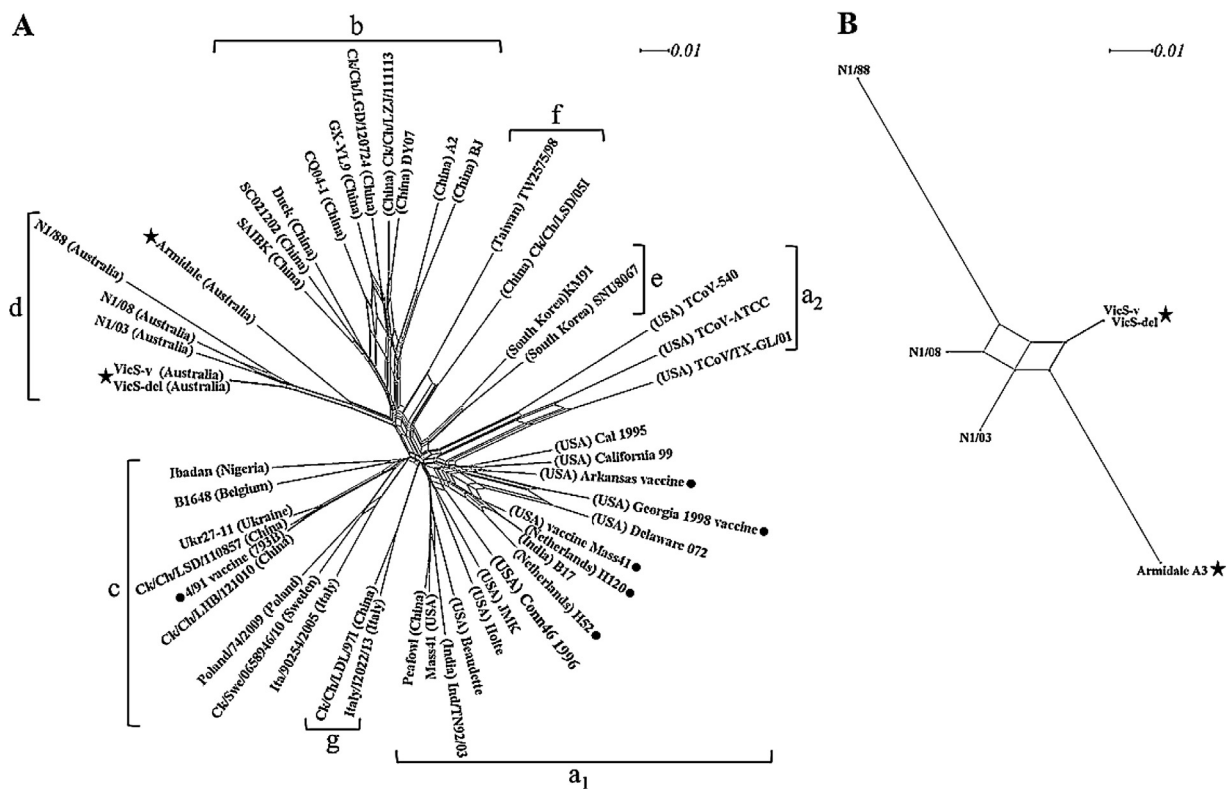 A
b
0.01
B
0.01
Ck/Ch/LGD/120724 (China)
(China) Ck/Ch/LZJ/111113
GX-YL9 (China)
(China) DY07
CQ04-1 (China)
(China) A2
(China) BJ
Duck (China)
SC021202 (China)
SAIBK (China)
f
(Taiwan) TW2575/98
(China) Ck/Ch/LSD/05I
e
(South Korea)KM91
(South Korea) SNU8067
a2
(USA) TCoV-540
(USA) TCoV-ATCC
(USA) TCoV/TX-GL/01
d
N1/88 (Australia)
★Armidale (Australia)
N1/08 (Australia)
N1/03 (Australia)
★VicS-v (Australia)
VicS-del (Australia)
c
Ibadan (Nigeria)
B1648 (Belgium)
Ukr27-11 (Ukraine)
Ck/Ch/LSD/110857 (China)
●4/91 vaccine (793B)
Ck/Ch/LHB/121010 (China)
Poland/74/2009 (Poland)
Ck/Swe/0658946/10 (Sweden)
Ita/90254/2005 (Italy)
Ck/Ch/LDL/97I (China)
Italy/I2022/13 (Italy)
g
(USA) Cal 1995
(USA) California 99
(USA) Arkansas vaccine●
(USA) Georgia 1998 vaccine●
(USA) Delaware 072
(USA) vaccine Mass41●
(Netherlands) H120●
(India) B17
(Netherlands) H52●
(USA) Conn46 1996
(USA) JMK
(USA) Holte
(USA) Beaudette
(India) Ind/TN92/03
Mass41 (USA)
Peafowl (China)
a1
N1/88
VicS-v
VicS-del★
N1/08
N1/03
Armidale A3★